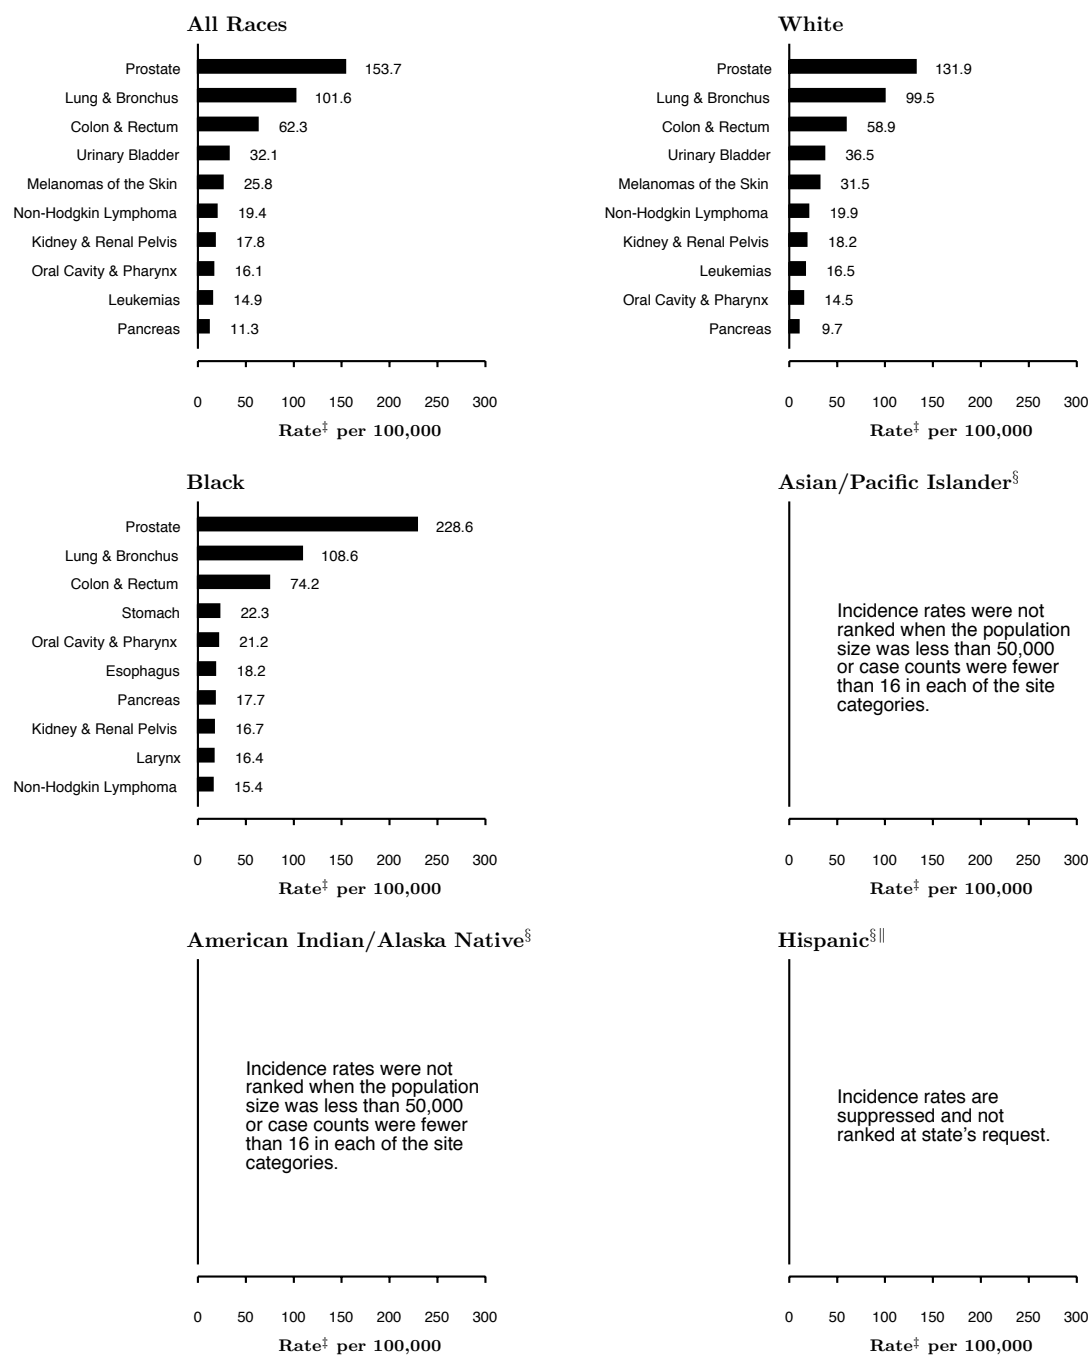 All Races
Prostate 153.7
Lung & Bronchus 101.6
Colon & Rectum 62.3
Urinary Bladder 32.1
Melanomas of the Skin 25.8
Non-Hodgkin Lymphoma 19.4
Kidney & Renal Pelvis 17.8
Oral Cavity & Pharynx 16.1
Leukemias 14.9
Pancreas 11.3
0 50 100 150 200 250 300
Rate‡ per 100,000
White
Prostate 131.9
Lung & Bronchus 99.5
Colon & Rectum 58.9
Urinary Bladder 36.5
Melanomas of the Skin 31.5
Non-Hodgkin Lymphoma 19.9
Kidney & Renal Pelvis 18.2
Leukemias 16.5
Oral Cavity & Pharynx 14.5
Pancreas 9.7
0 50 100 150 200 250 300
Rate‡ per 100,000
Black
Prostate 228.6
Lung & Bronchus 108.6
Colon & Rectum 74.2
Stomach 22.3
Oral Cavity & Pharynx 21.2
Esophagus 18.2
Pancreas 17.7
Kidney & Renal Pelvis 16.7
Larynx 16.4
Non-Hodgkin Lymphoma 15.4
0 50 100 150 200 250 300
Rate‡ per 100,000
Asian/Pacific Islander§
Incidence rates were not
ranked when the population
size was less than 50,000
or case counts were fewer
than 16 in each of the site
categories.
0 50 100 150 200 250 300
Rate‡ per 100,000
American Indian/Alaska Native§
Incidence rates were not
ranked when the population
size was less than 50,000
or case counts were fewer
than 16 in each of the site
categories.
0 50 100 150 200 250 300
Rate‡ per 100,000
Hispanic§‖
Incidence rates are
suppressed and not
ranked at state's request.
0 50 100 150 200 250 300
Rate‡ per 100,000